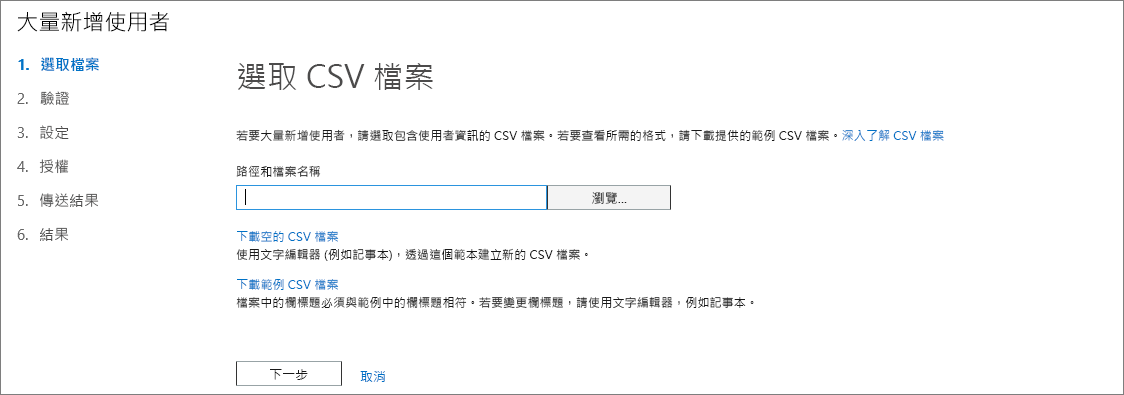 大量新增使用者
1. 選取檔案
2. 驗證
3. 設定
4. 授權
5. 傳送結果
6. 結果
選取 CSV 檔案
若要大量新增使用者，請選取包含使用者資訊的 CSV 檔案。若要查看所需的格式，請下載提供的範例 CSV 檔案。深入了解 CSV 檔案
路徑和檔案名稱
瀏覽...
下載空的 CSV 檔案
使用文字編輯器 (例如記事本)，透過這個範本建立新的 CSV 檔案。
下載範例 CSV 檔案
檔案中的欄標題必須與範例中的欄標題相符。若要變更欄標題，請使用文字編輯器，例如記事本。
下一步
取消